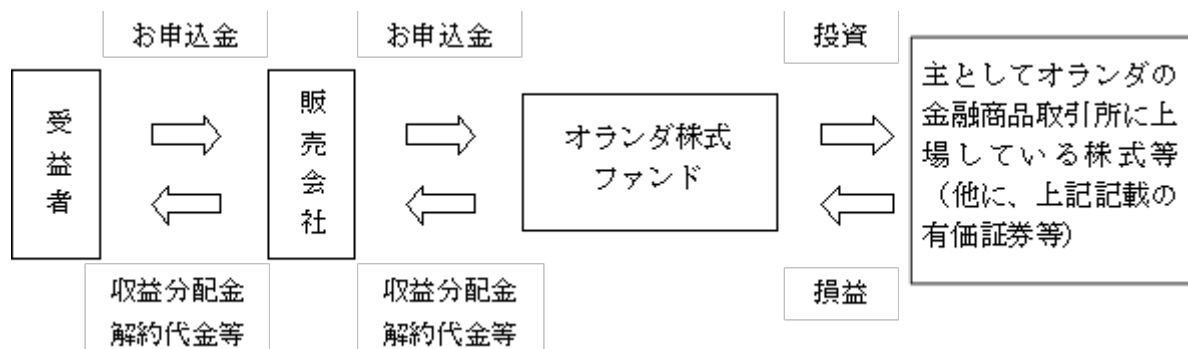 お申込金
お申込金
投資
受益者
販売会社
オランダ株式
ファンド
主としてオランダの
金融商品取引所に上
場している株式等
（他に、上記記載の
有価証券等）
収益分配金
解約代金等
収益分配金
解約代金等
損益